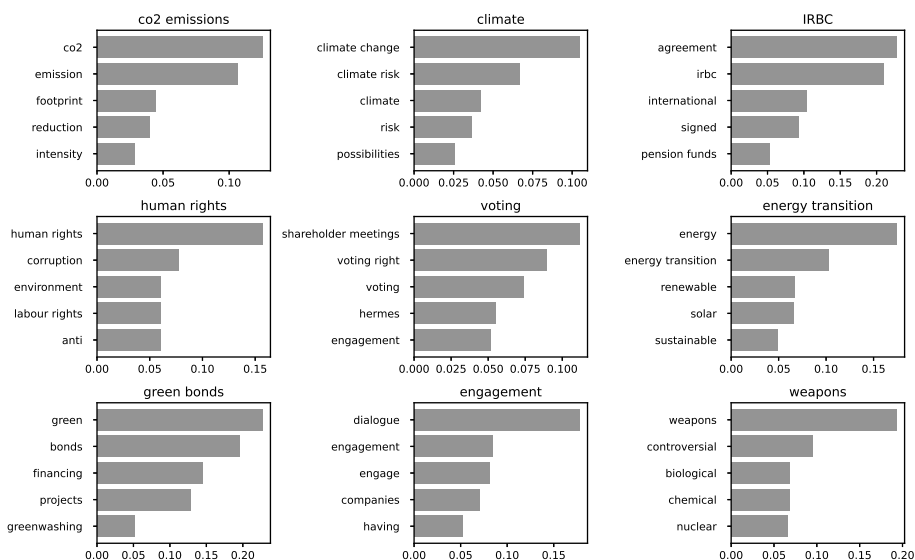 co2 emissions
co2
emission
footprint
reduction
intensity
0.00 0.05 0.10
climate
climate change
climate risk
climate
risk
possibilities
0.000 0.025 0.050 0.075 0.100
IRBC
agreement
irbc
international
signed
pension funds
0.00 0.05 0.10 0.15 0.20
human rights
human rights
corruption
environment
labour rights
anti
0.00 0.05 0.10 0.15
voting
shareholder meetings
voting right
voting
hermes
engagement
0.000 0.025 0.050 0.075 0.100
energy transition
energy
energy transition
renewable
solar
sustainable
0.00 0.05 0.10 0.15
green bonds
green
bonds
financing
projects
greenwashing
0.00 0.05 0.10 0.15 0.20
engagement
dialogue
engagement
engage
companies
having
0.00 0.05 0.10 0.15
weapons
weapons
controversial
biological
chemical
nuclear
0.00 0.05 0.10 0.15 0.20